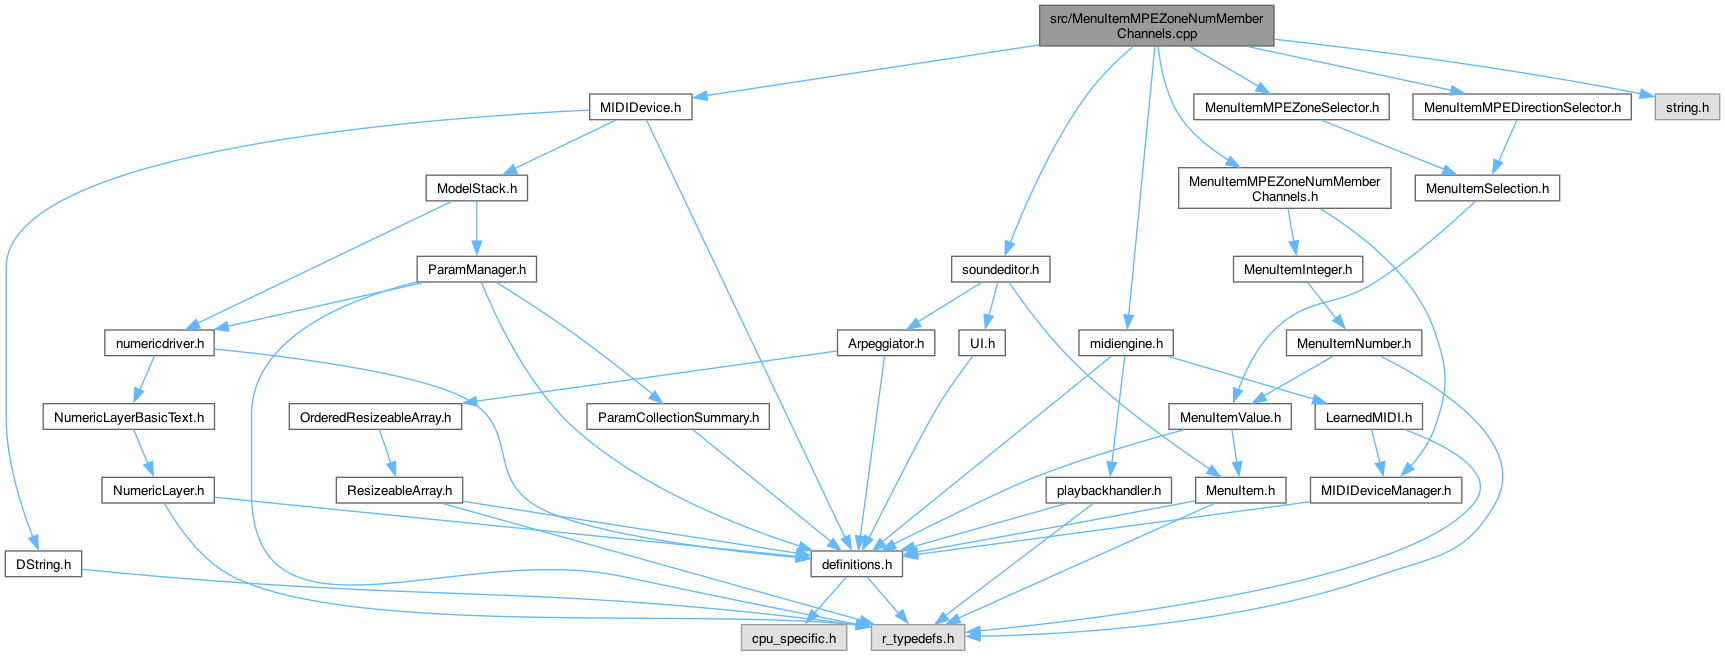 src/MenuItemMPEZoneNumMember
Channels.cpp
MIDIDevice.h
MenuItemMPEZoneSelector.h
MenuItemMPEDirectionSelector.h
string.h
ModelStack.h
MenuItemMPEZoneNumMember
Channels.h
MenuItemSelection.h
ParamManager.h
soundeditor.h
MenuItemInteger.h
numericdriver.h
Arpeggiator.h
UI.h
midiengine.h
MenuItemNumber.h
NumericLayerBasicText.h
OrderedResizeableArray.h
ParamCollectionSummary.h
MenuItemValue.h
LearnedMIDI.h
NumericLayer.h
ResizeableArray.h
playbackhandler.h
MenuItem.h
MIDIDeviceManager.h
DString.h
definitions.h
cpu_specific.h
r_typedefs.h